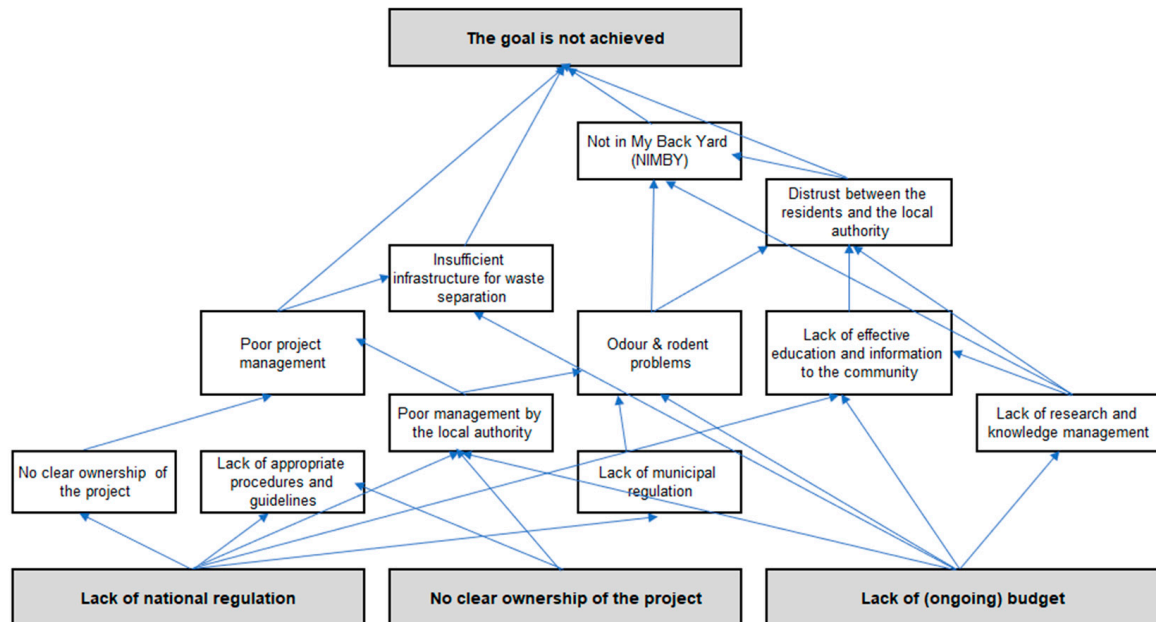 The goal is not achieved
Not in My Back Yard
(NIMBY)
Distrust between the
residents and the local
authority
Insufficient
infrastructure for waste
separation
Poor project
management
Odour & rodent
problems
Lack of effective
education and information
to the community
Poor management by
the local authority
Lack of research and
knowledge management
No clear ownership of
the project
Lack of appropriate
procedures and
guidelines
Lack of municipal
regulation
Lack of national regulation
No clear ownership of the project
Lack of (ongoing) budget